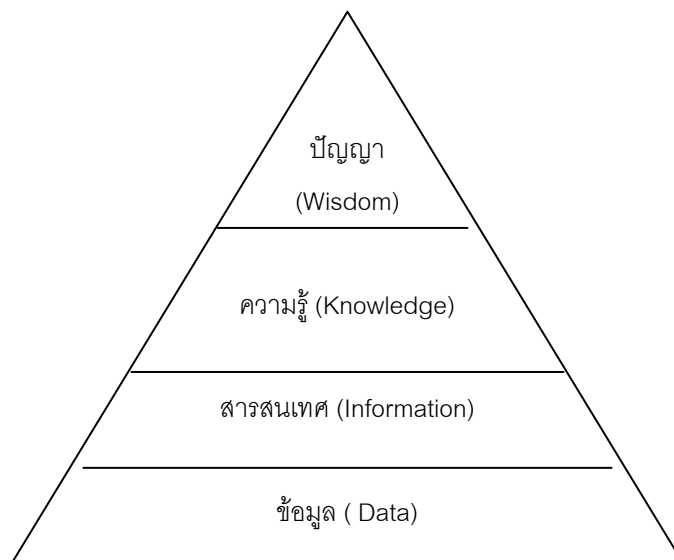 ปัญญา
(Wisdom)
ความรู้ (Knowledge)
สารสนเทศ (Information)
ข้อมูล ( Data)